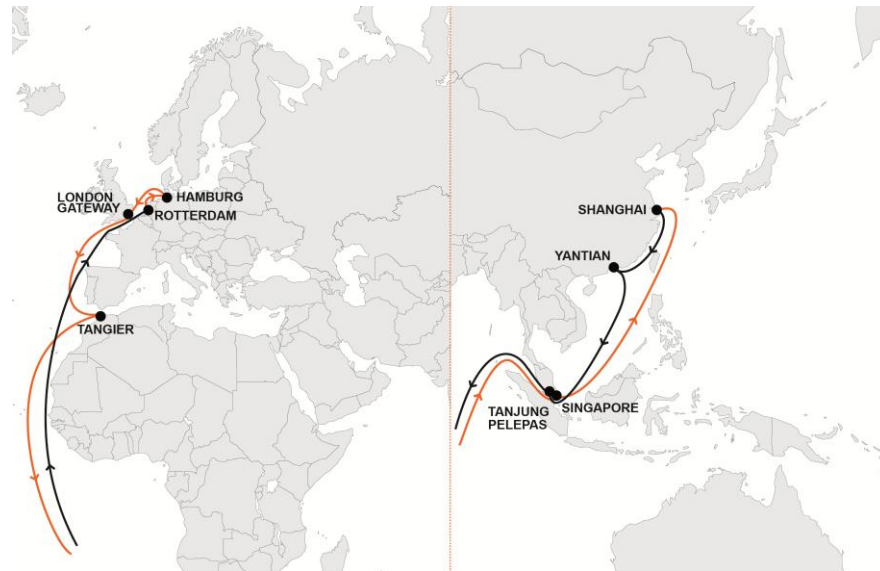 LONDON
GATEWAY
HAMBURG
ROTTERDAM
TANGIER
SHANGHAI
YANTIAN
TANJUNG
PELEPAS
SINGAPORE